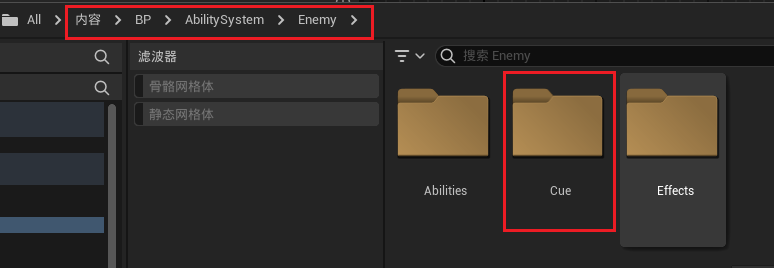 All > 内容 > BP > AbilitySystem > Enemy >
滤波器
搜索 Enemy
骨骼网格体
静态网格体
Abilities
Cue
Effects